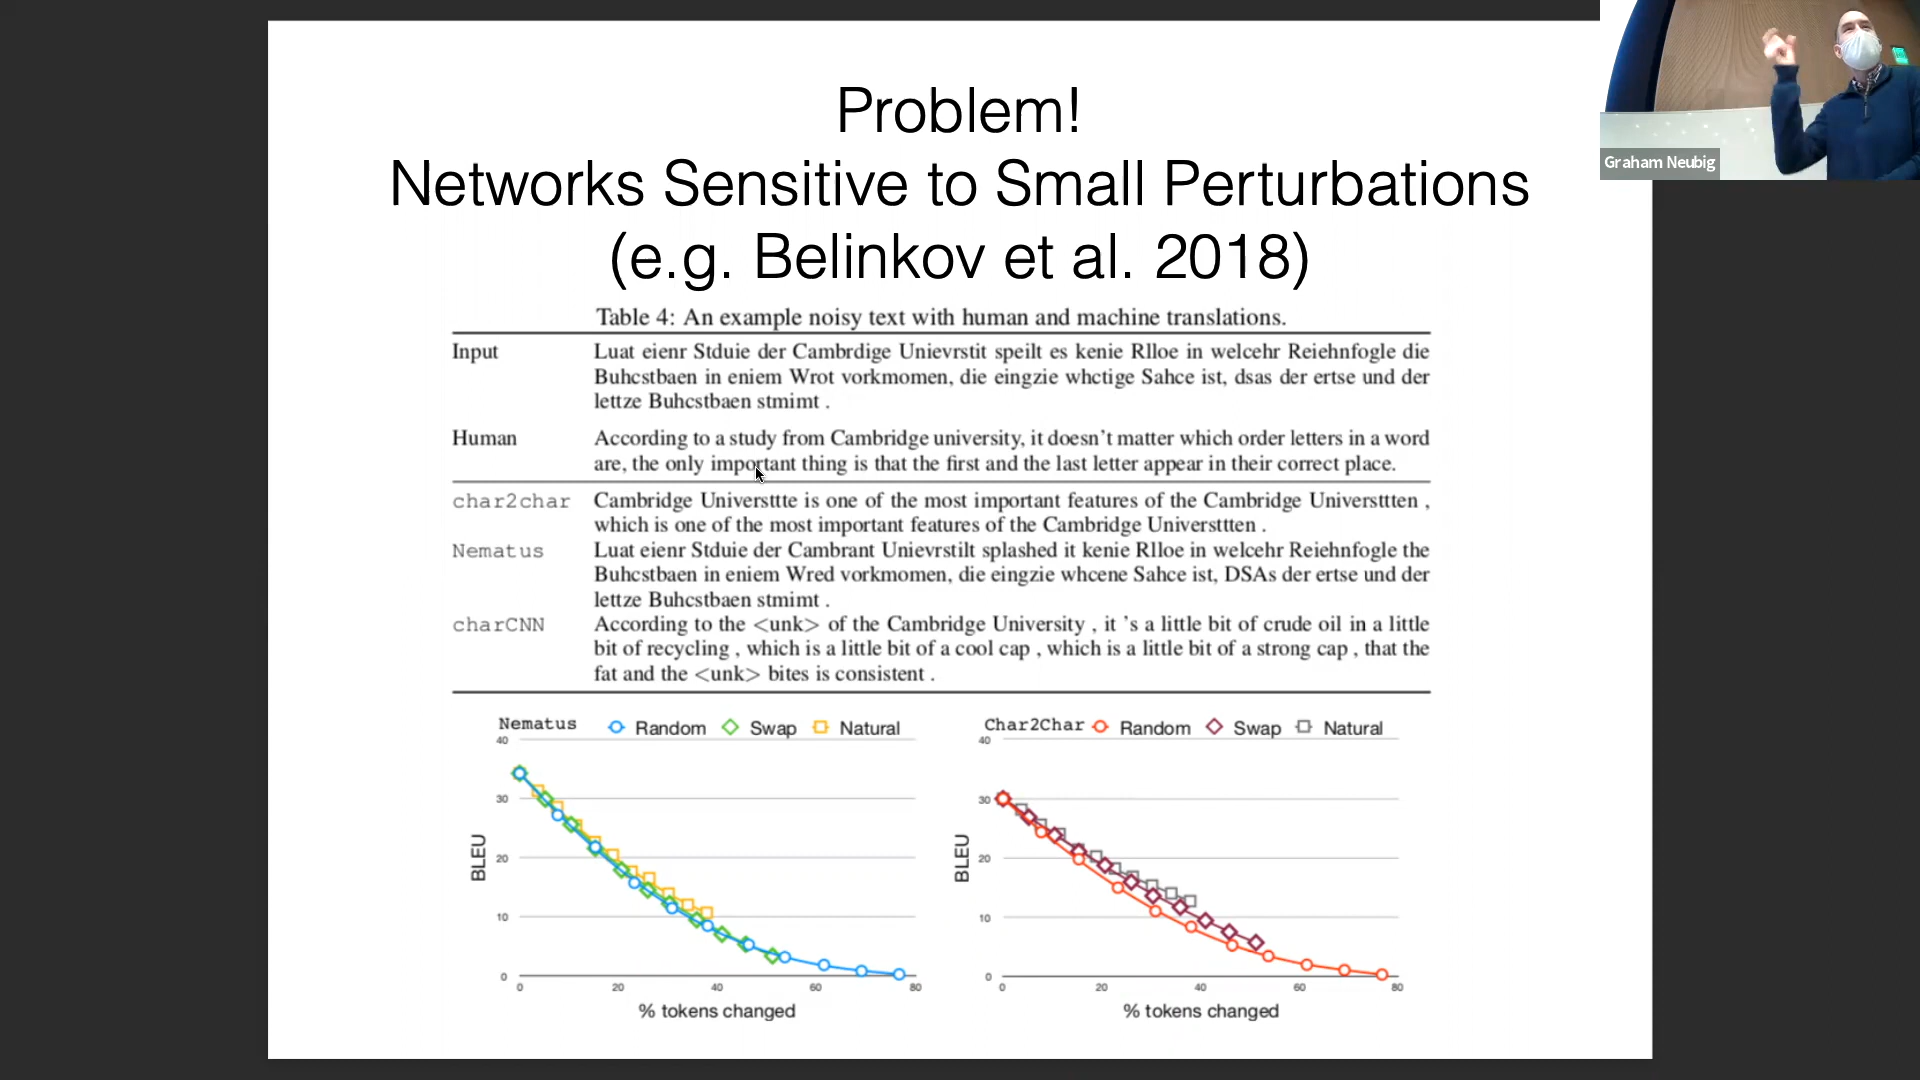 Problem!
Networks Sensitive to Small Perturbations
(e.g. Belinkov et al. 2018)
Graham Neubig
Table 4: An example noisy text with human and machine translations.
Input Luat eienr Stduie der Cambrdige Unievrstit speilt es kenie Rlloe in welcehr Reiehnfogle die
Buhcstbaen in eniem Wrot vorkmomen, die eingzie whctige Sahce ist, dsas der ertse und der
lettze Buhcstbaen stmimt .
Human According to a study from Cambridge university, it doesn't matter which order letters in a word
are, the only important thing is that the first and the last letter appear in their correct place.
char2char Cambridge Universttte is one of the most important features of the Cambridge Universttten ,
which is one of the most important features of the Cambridge Universttten .
Nematus Luat eienr Stduie der Cambrant Unievrstilt splashed it kenie Rlloe in welcehr Reiehnfogle the
Buhcstbaen in eniem Wred vorkmomen, die eingzie whcene Sahce ist, DSAs der ertse und der
lettze Buhcstbaen stmimt .
charCNN According to the <unk> of the Cambridge University , it 's a little bit of crude oil in a little
bit of recycling , which is a little bit of a cool cap , which is a little bit of a strong cap , that the
fat and the <unk> bites is consistent .
Nematus Random Swap Natural
40
30
20
10
0
BLEU
0 20 40 60 80
% tokens changed
Char2Char Random Swap Natural
40
30
20
10
0
BLEU
0 20 40 60 80
% tokens changed